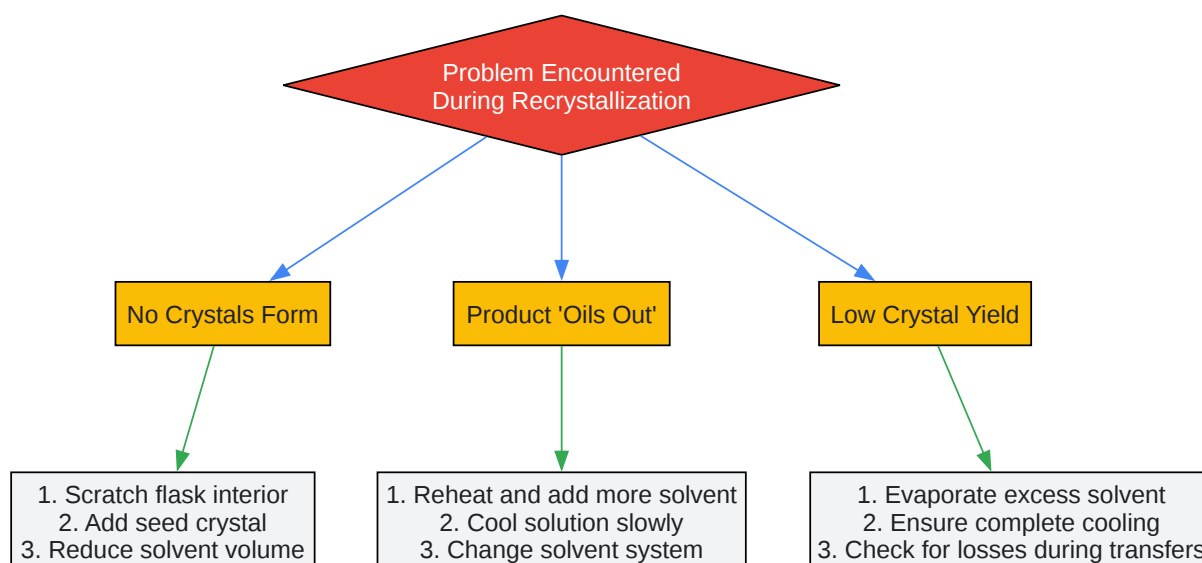 Problem Encountered
During Recrystallization
No Crystals Form
Product 'Oils Out'
Low Crystal Yield
1. Scratch flask interior
2. Add seed crystal
3. Reduce solvent volume
1. Reheat and add more solvent
2. Cool solution slowly
3. Change solvent system
1. Evaporate excess solvent
2. Ensure complete cooling
3. Check for losses during transfers